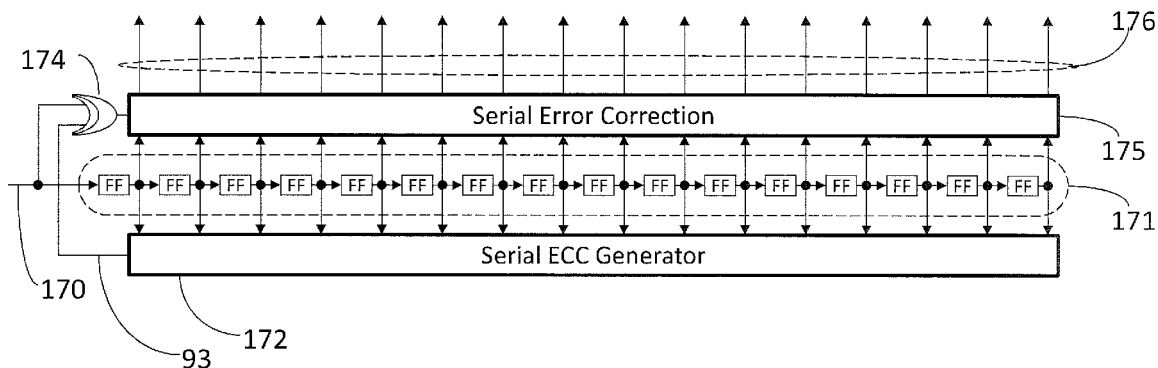 176
174
Serial Error Correction
175
FF FF FF FF FF FF FF FF FF FF FF FF FF FF FF FF
171
Serial ECC Generator
170
172
93